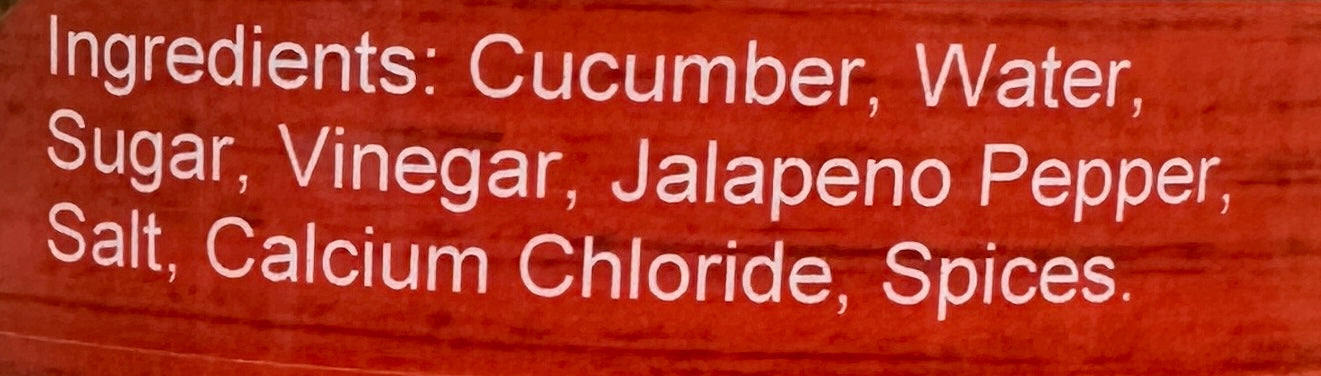 Ingredients: Cucumber, Water,
Sugar, Vinegar, Jalapeno Pepper,
Salt, Calcium Chloride, Spices.